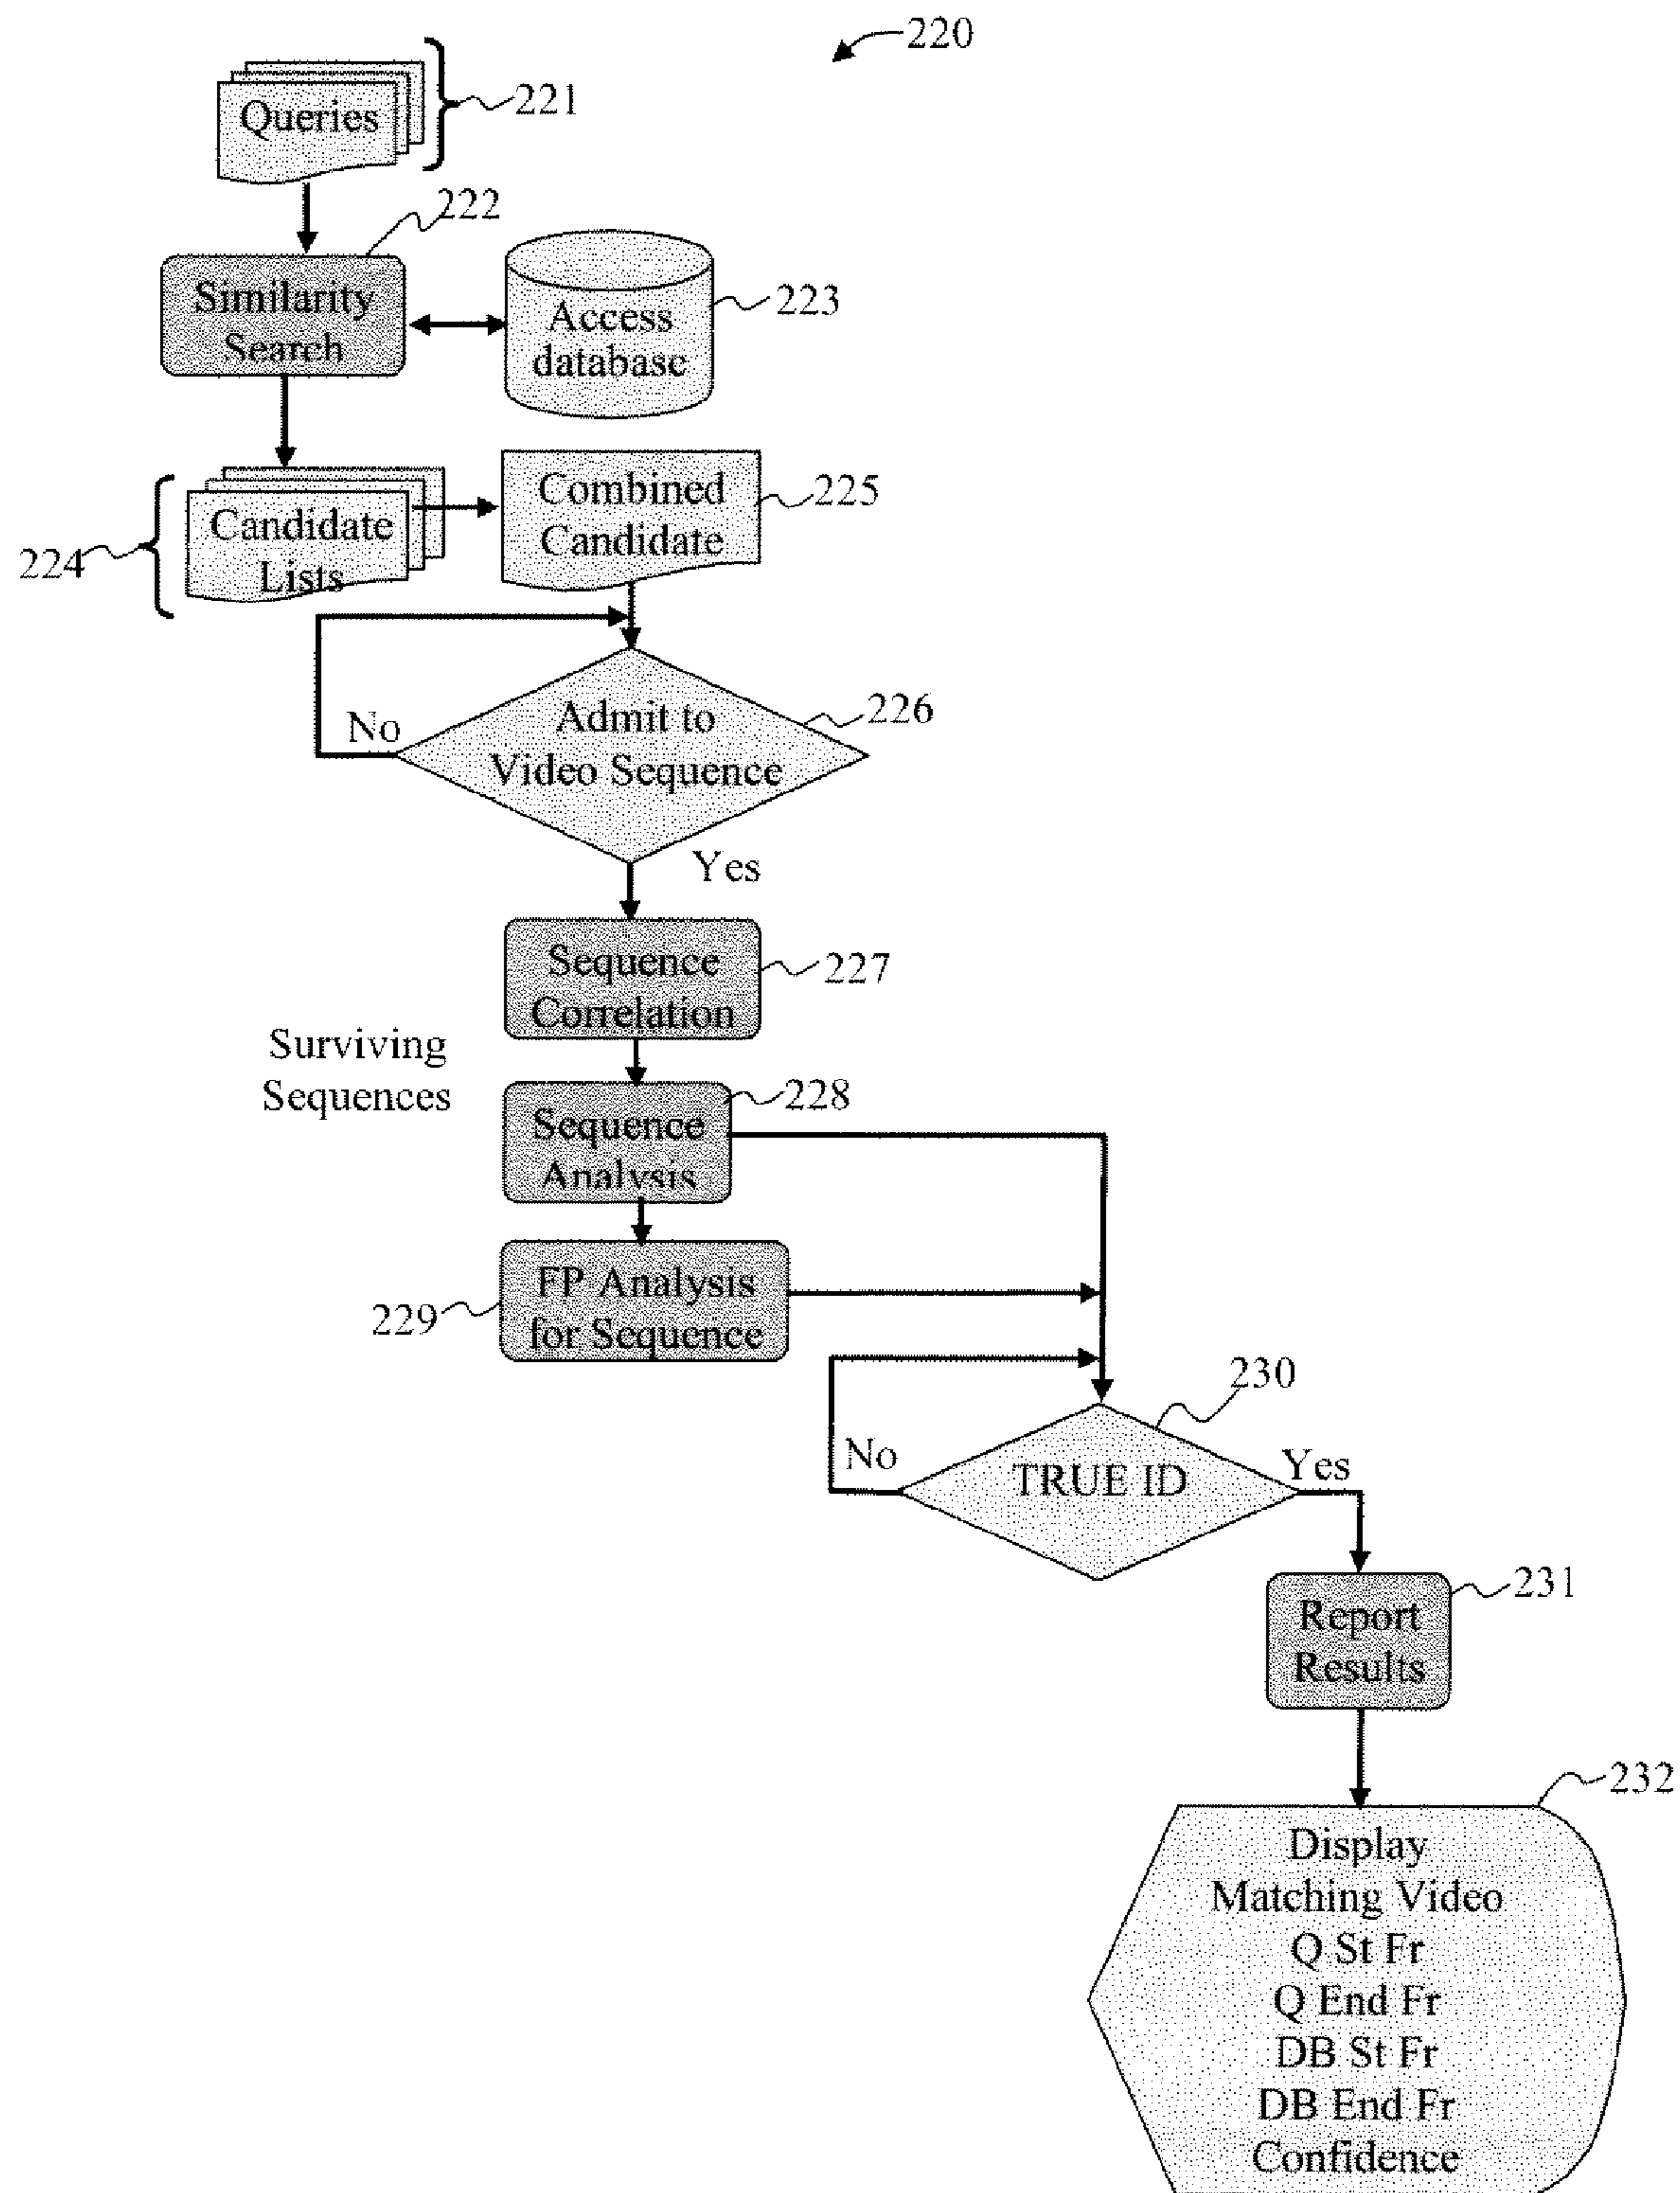 220
Queries
221
222
Similarity
Search
Access
database
223
224
Candidate
Lists
Combined
Candidate
225
Admit to
Video Sequence
226
No
Yes
Sequence
Correlation
227
Surviving
Sequences
Sequence
Analysis
228
FP Analysis
for Sequence
229
230
TRUE ID
No
Yes
231
Report
Results
232
Display
Matching Video
Q St Fr
Q End Fr
DB St Fr
DB End Fr
Confidence